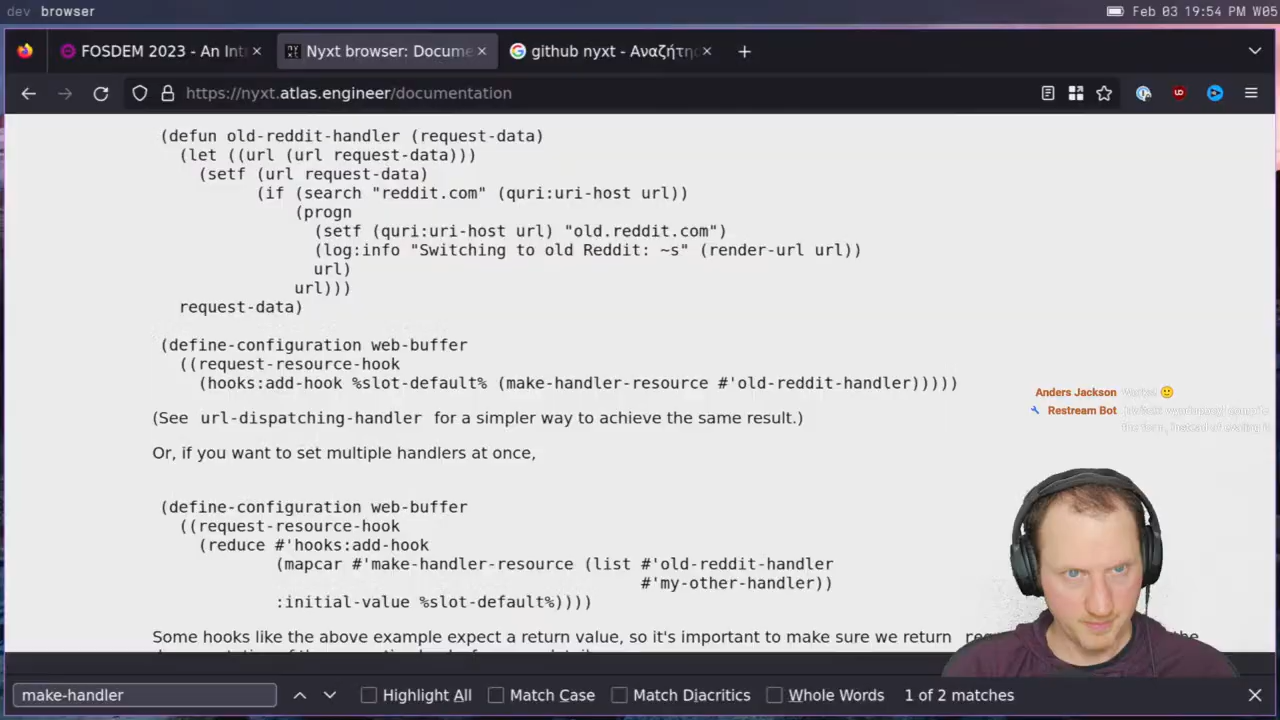 dev browser
Feb 03 19:54 PM W05
FOSDEM 2023 - An Int
Nyxt browser: Docume
github nyxt - Αναζήτησ
https://nyxt.atlas.engineer/documentation
(defun old-reddit-handler (request-data)
(let ((url (url request-data)))
(setf (url request-data)
(if (search "reddit.com" (quri:uri-host url))
(progn
(setf (quri:uri-host url) "old.reddit.com")
(log:info "Switching to old Reddit: ~s" (render-url url))
url)
url)))
request-data)
(define-configuration web-buffer
((request-resource-hook
(hooks:add-hook %slot-default% (make-handler-resource #'old-reddit-handler)))))
Anders Jackson
Restream Bot
(See url-dispatching-handler for a simpler way to achieve the same result.)
Or, if you want to set multiple handlers at once,
(define-configuration web-buffer
((request-resource-hook
(reduce #'hooks:add-hook
(mapcar #'make-handler-resource (list #'old-reddit-handler
#'my-other-handler))
:initial-value %slot-default%))))
Some hooks like the above example expect a return value, so it's important to make sure we return the
make-handler
Highlight All
Match Case
Match Diacritics
Whole Words
1 of 2 matches